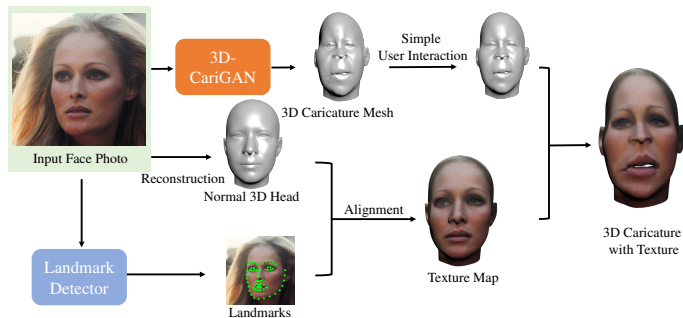 3D-
CariGAN
Simple
User Interaction
3D Caricature Mesh
Input Face Photo
Reconstruction
Normal 3D Head
Alignment
Landmark
Detector
Landmarks
Texture Map
3D Caricature
with Texture